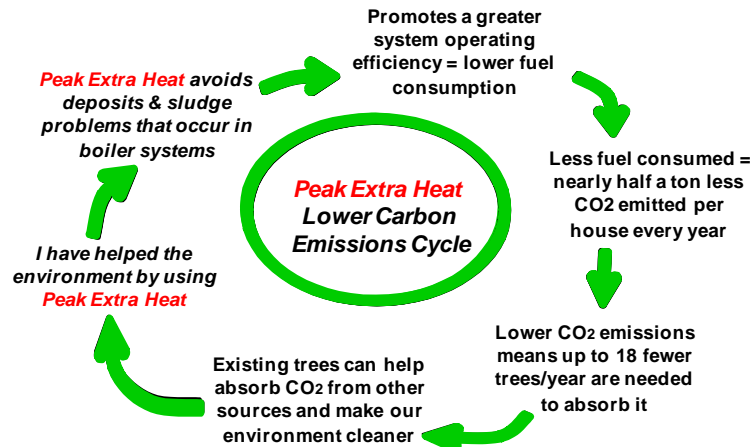 Promotes a greater
system operating
efficiency = lower fuel
consumption
Less fuel consumed =
nearly half a ton less
CO2 emitted per
house every year
Lower CO2 emissions
means up to 18 fewer
trees/year are needed
to absorb it
Existing trees can help
absorb CO2 from other
sources and make our
environment cleaner
I have helped the
environment by using
Peak Extra Heat
Peak Extra Heat avoids
deposits & sludge
problems that occur in
boiler systems
Peak Extra Heat
Lower Carbon
Emissions Cycle